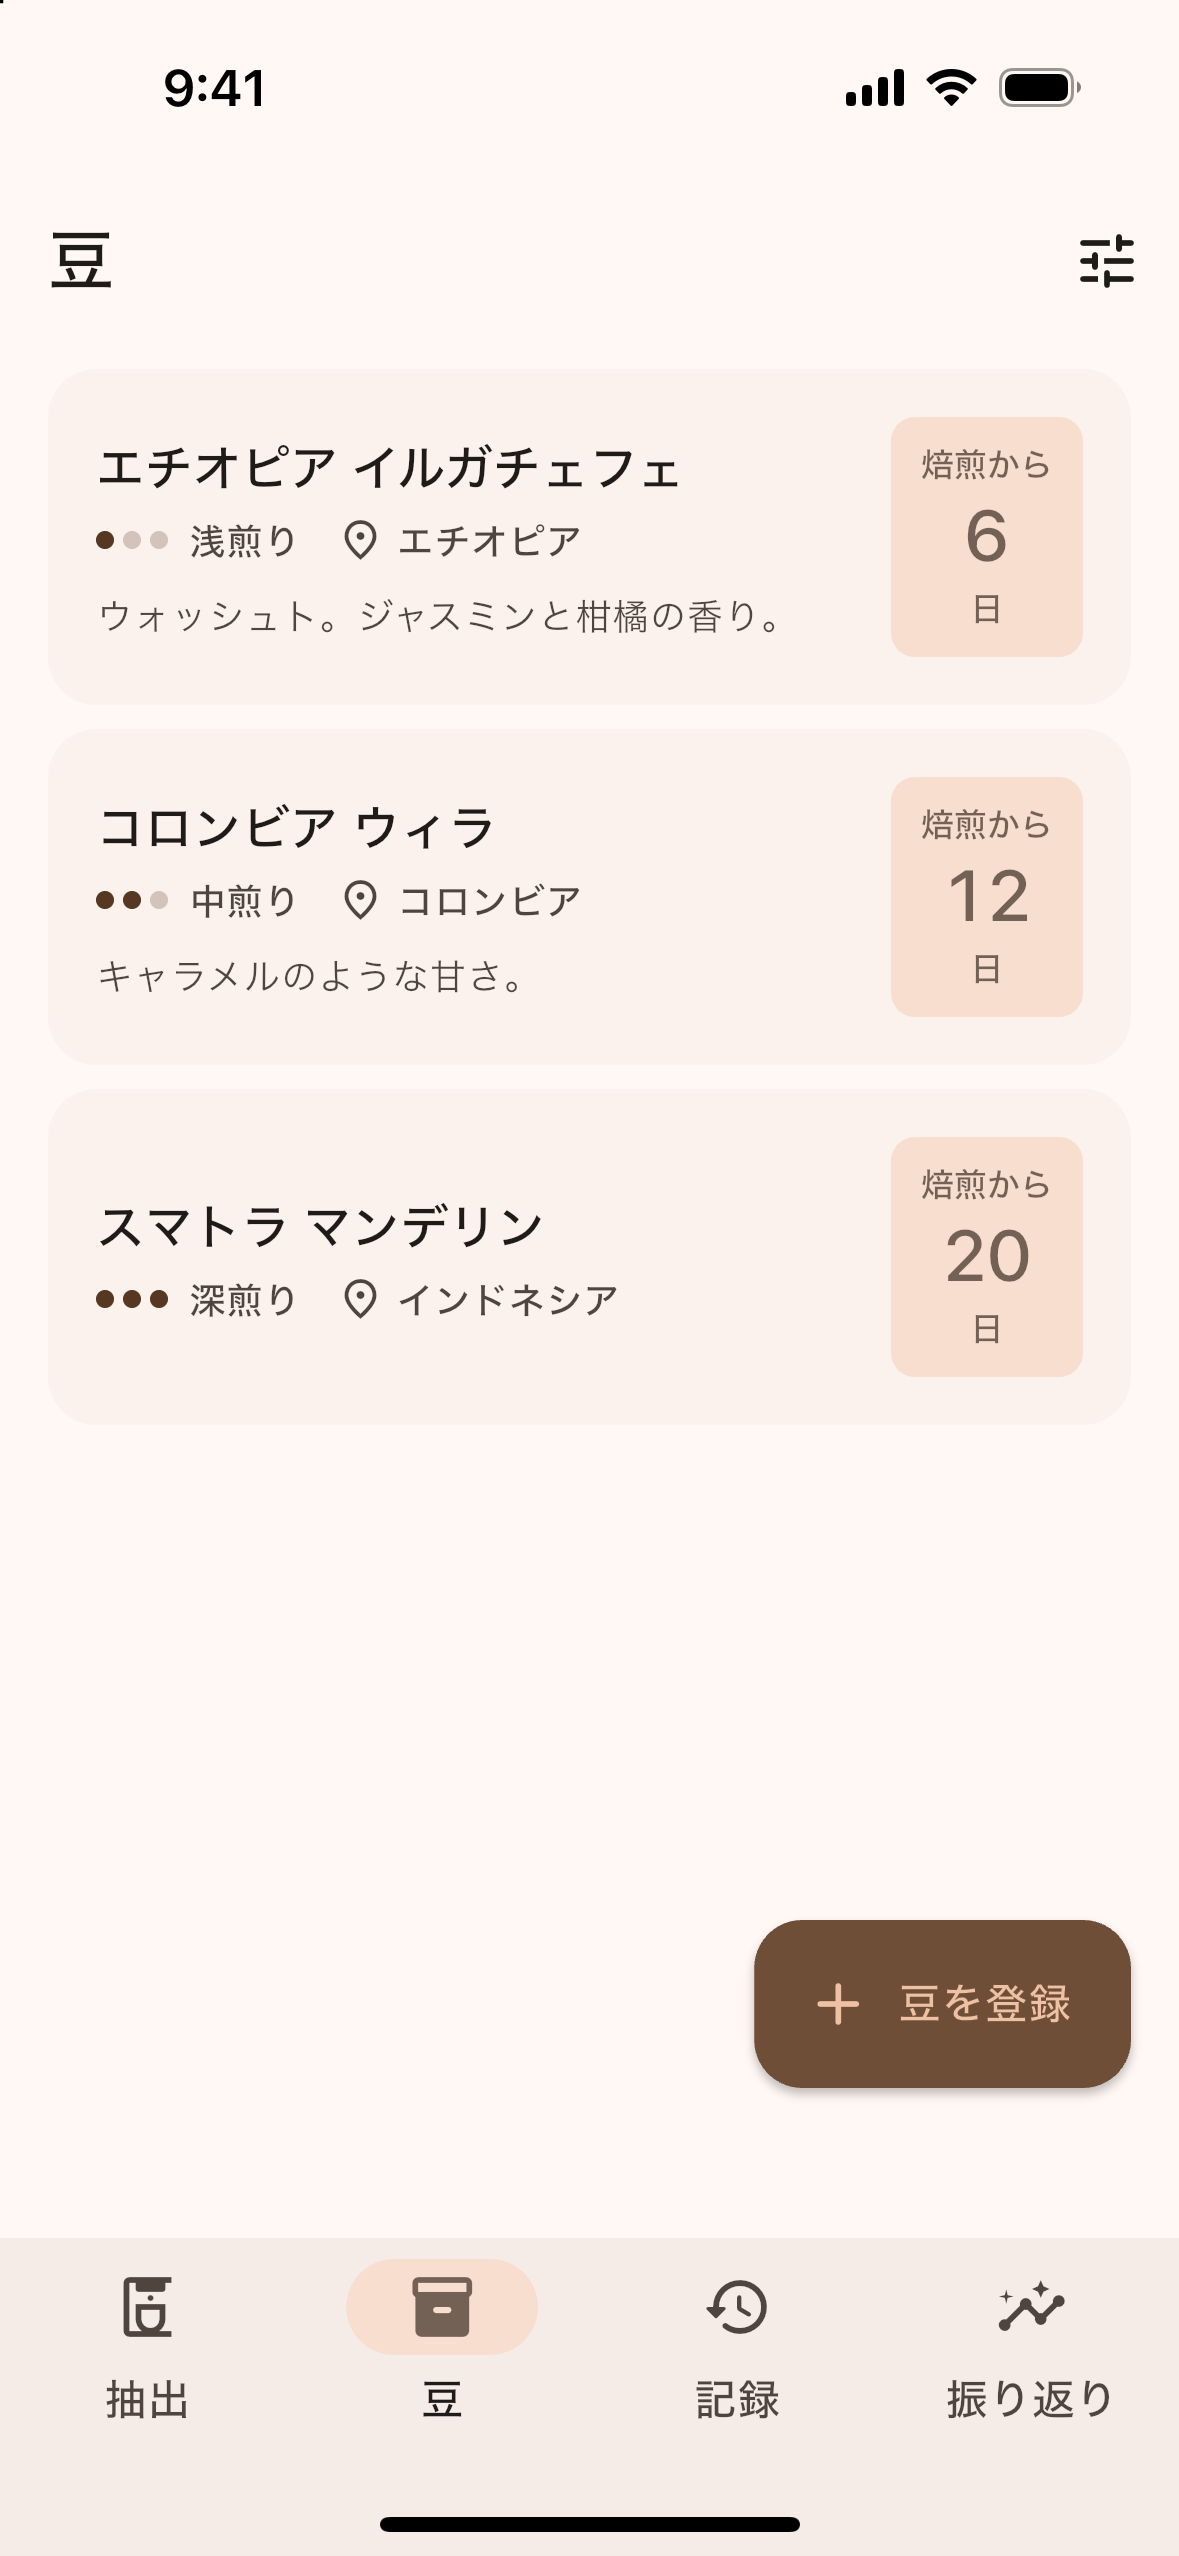 9:41
豆
エチオピア イルガチェフェ
浅煎り エチオピア
ウォッシュト。ジャスミンと柑橘の香り。
焙煎から
6
日
コロンビア ウィラ
中煎り コロンビア
キャラメルのような甘さ。
焙煎から
12
日
スマトラ マンデリン
深煎り インドネシア
焙煎から
20
日
豆を登録
抽出 豆 記録 振り返り